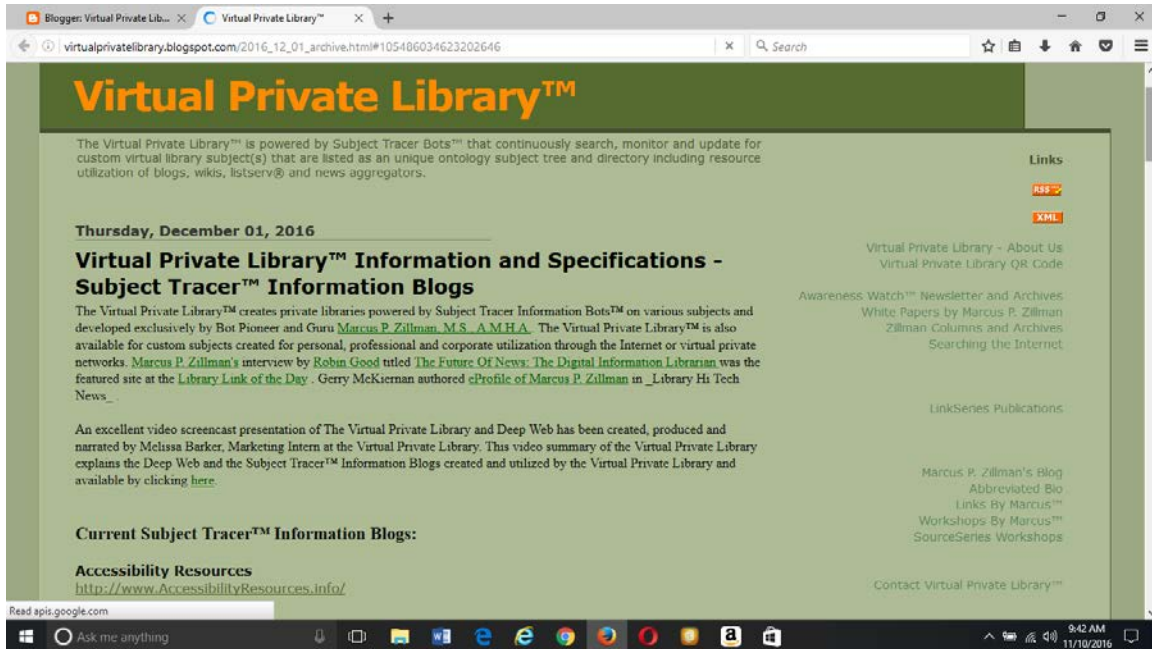 Blogger: Virtual Private Lib...
Virtual Private Library™
virtualprivatelibrary.blogspot.com/2016_12_01_archive.html#105486034623202646
Search
Virtual Private Library™
The Virtual Private Library™ is powered by Subject Tracer Bots™ that continuously search, monitor and update for
custom virtual library subject(s) that are listed as an unique ontology subject tree and directory including resource
utilization of blogs, wikis, listserv® and news aggregators.
Thursday, December 01, 2016
Virtual Private Library™ Information and Specifications -
Subject Tracer™ Information Blogs
The Virtual Private Library™ creates private libraries powered by Subject Tracer Information Bots™ on various subjects and
developed exclusively by Bot Pioneer and Guru Marcus P. Zillman, M.S., A.M.H.A. The Virtual Private Library™ is also
available for custom subjects created for personal, professional and corporate utilization through the Internet or virtual private
networks. Marcus P. Zillman's interview by Robin Good titled The Future Of News: The Digital Information Librarian was the
featured site at the Library Link of the Day . Gerry McKiernan authored eProfile of Marcus P. Zillman in _Library Hi Tech
News_ .
An excellent video screencast presentation of The Virtual Private Library and Deep Web has been created, produced and
narrated by Melissa Barker, Marketing Intern at the Virtual Private Library. This video summary of the Virtual Private Library
explains the Deep Web and the Subject Tracer™ Information Blogs created and utilized by the Virtual Private Library and
available by clicking here.
Current Subject Tracer™ Information Blogs:
Accessibility Resources
http://www.AccessibilityResources.info/
Links
RSS
XML
Virtual Private Library - About Us
Virtual Private Library QR Code
Awareness Watch™ Newsletter and Archives
White Papers by Marcus P. Zillman
Zillman Columns and Archives
Searching the Internet
LinkSeries Publications
Marcus P. Zillman's Blog
Abbreviated Bio
Links By Marcus™
Workshops By Marcus™
SourceSeries Workshops
Contact Virtual Private Library™
Read apis.google.com
Ask me anything
9:42 AM
11/10/2016